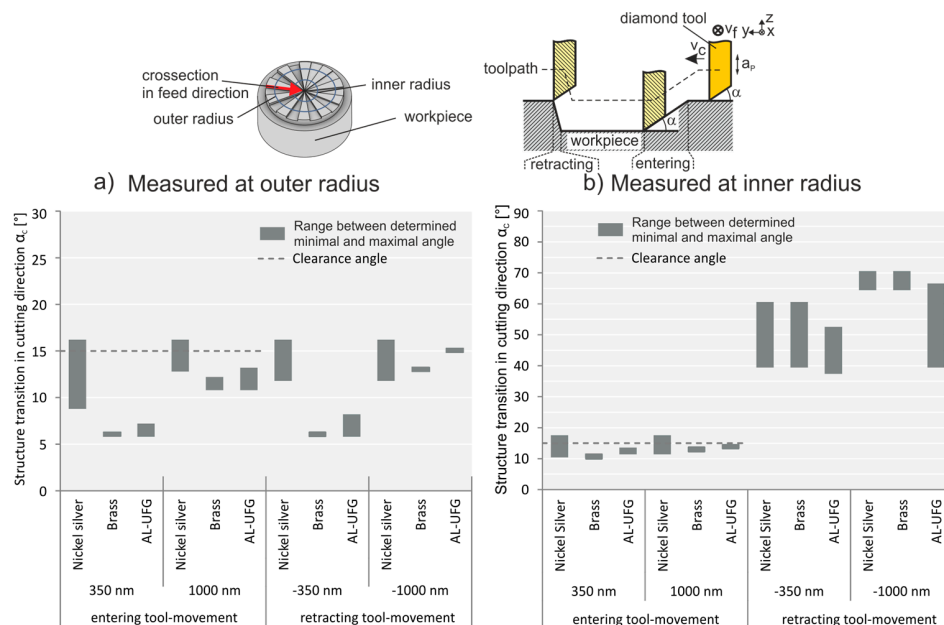 diamond tool
vf
y
z
x
vc
toolpath
aP
α
α
crossection
in feed direction
inner radius
outer radius
workpiece
workpiece
retracting
entering
a) Measured at outer radius
b) Measured at inner radius
Structure transition in cutting direction αc [°]
30
25
20
15
10
5
0
Range between determined
minimal and maximal angle
Clearance angle
Nickel silver
Brass
AL-UFG
Nickel silver
Brass
AL-UFG
Nickel silver
Brass
AL-UFG
Nickel silver
Brass
AL-UFG
350 nm
1000 nm
-350 nm
-1000 nm
entering tool-movement
retracting tool-movement
Structure transition in cutting direction αc [°]
90
80
70
60
50
40
30
20
10
0
Range between determined
minimal and maximal angle
Clearance angle
Nickel Silver
Brass
AL-UFG
Nickel Silver
Brass
AL-UFG
Nickel Silver
Brass
AL-UFG
Nickel Silver
Brass
AL-UFG
350 nm
1000 nm
-350 nm
-1000 nm
entering tool-movement
retracting tool-movement